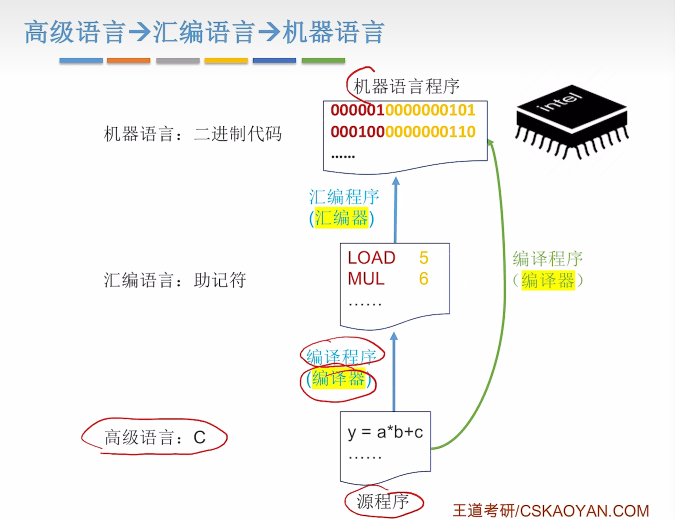 高级语言→汇编语言→机器语言
机器语言程序
机器语言：二进制代码
0000010000000101
0001000000000110
......
intel
汇编程序
(汇编器)
汇编语言：助记符
LOAD 5
MUL 6
……
编译程序
（编译器）
编译程序
(编译器)
高级语言：C
y = a*b+c
……
源程序
王道考研/CSKAOYAN.COM